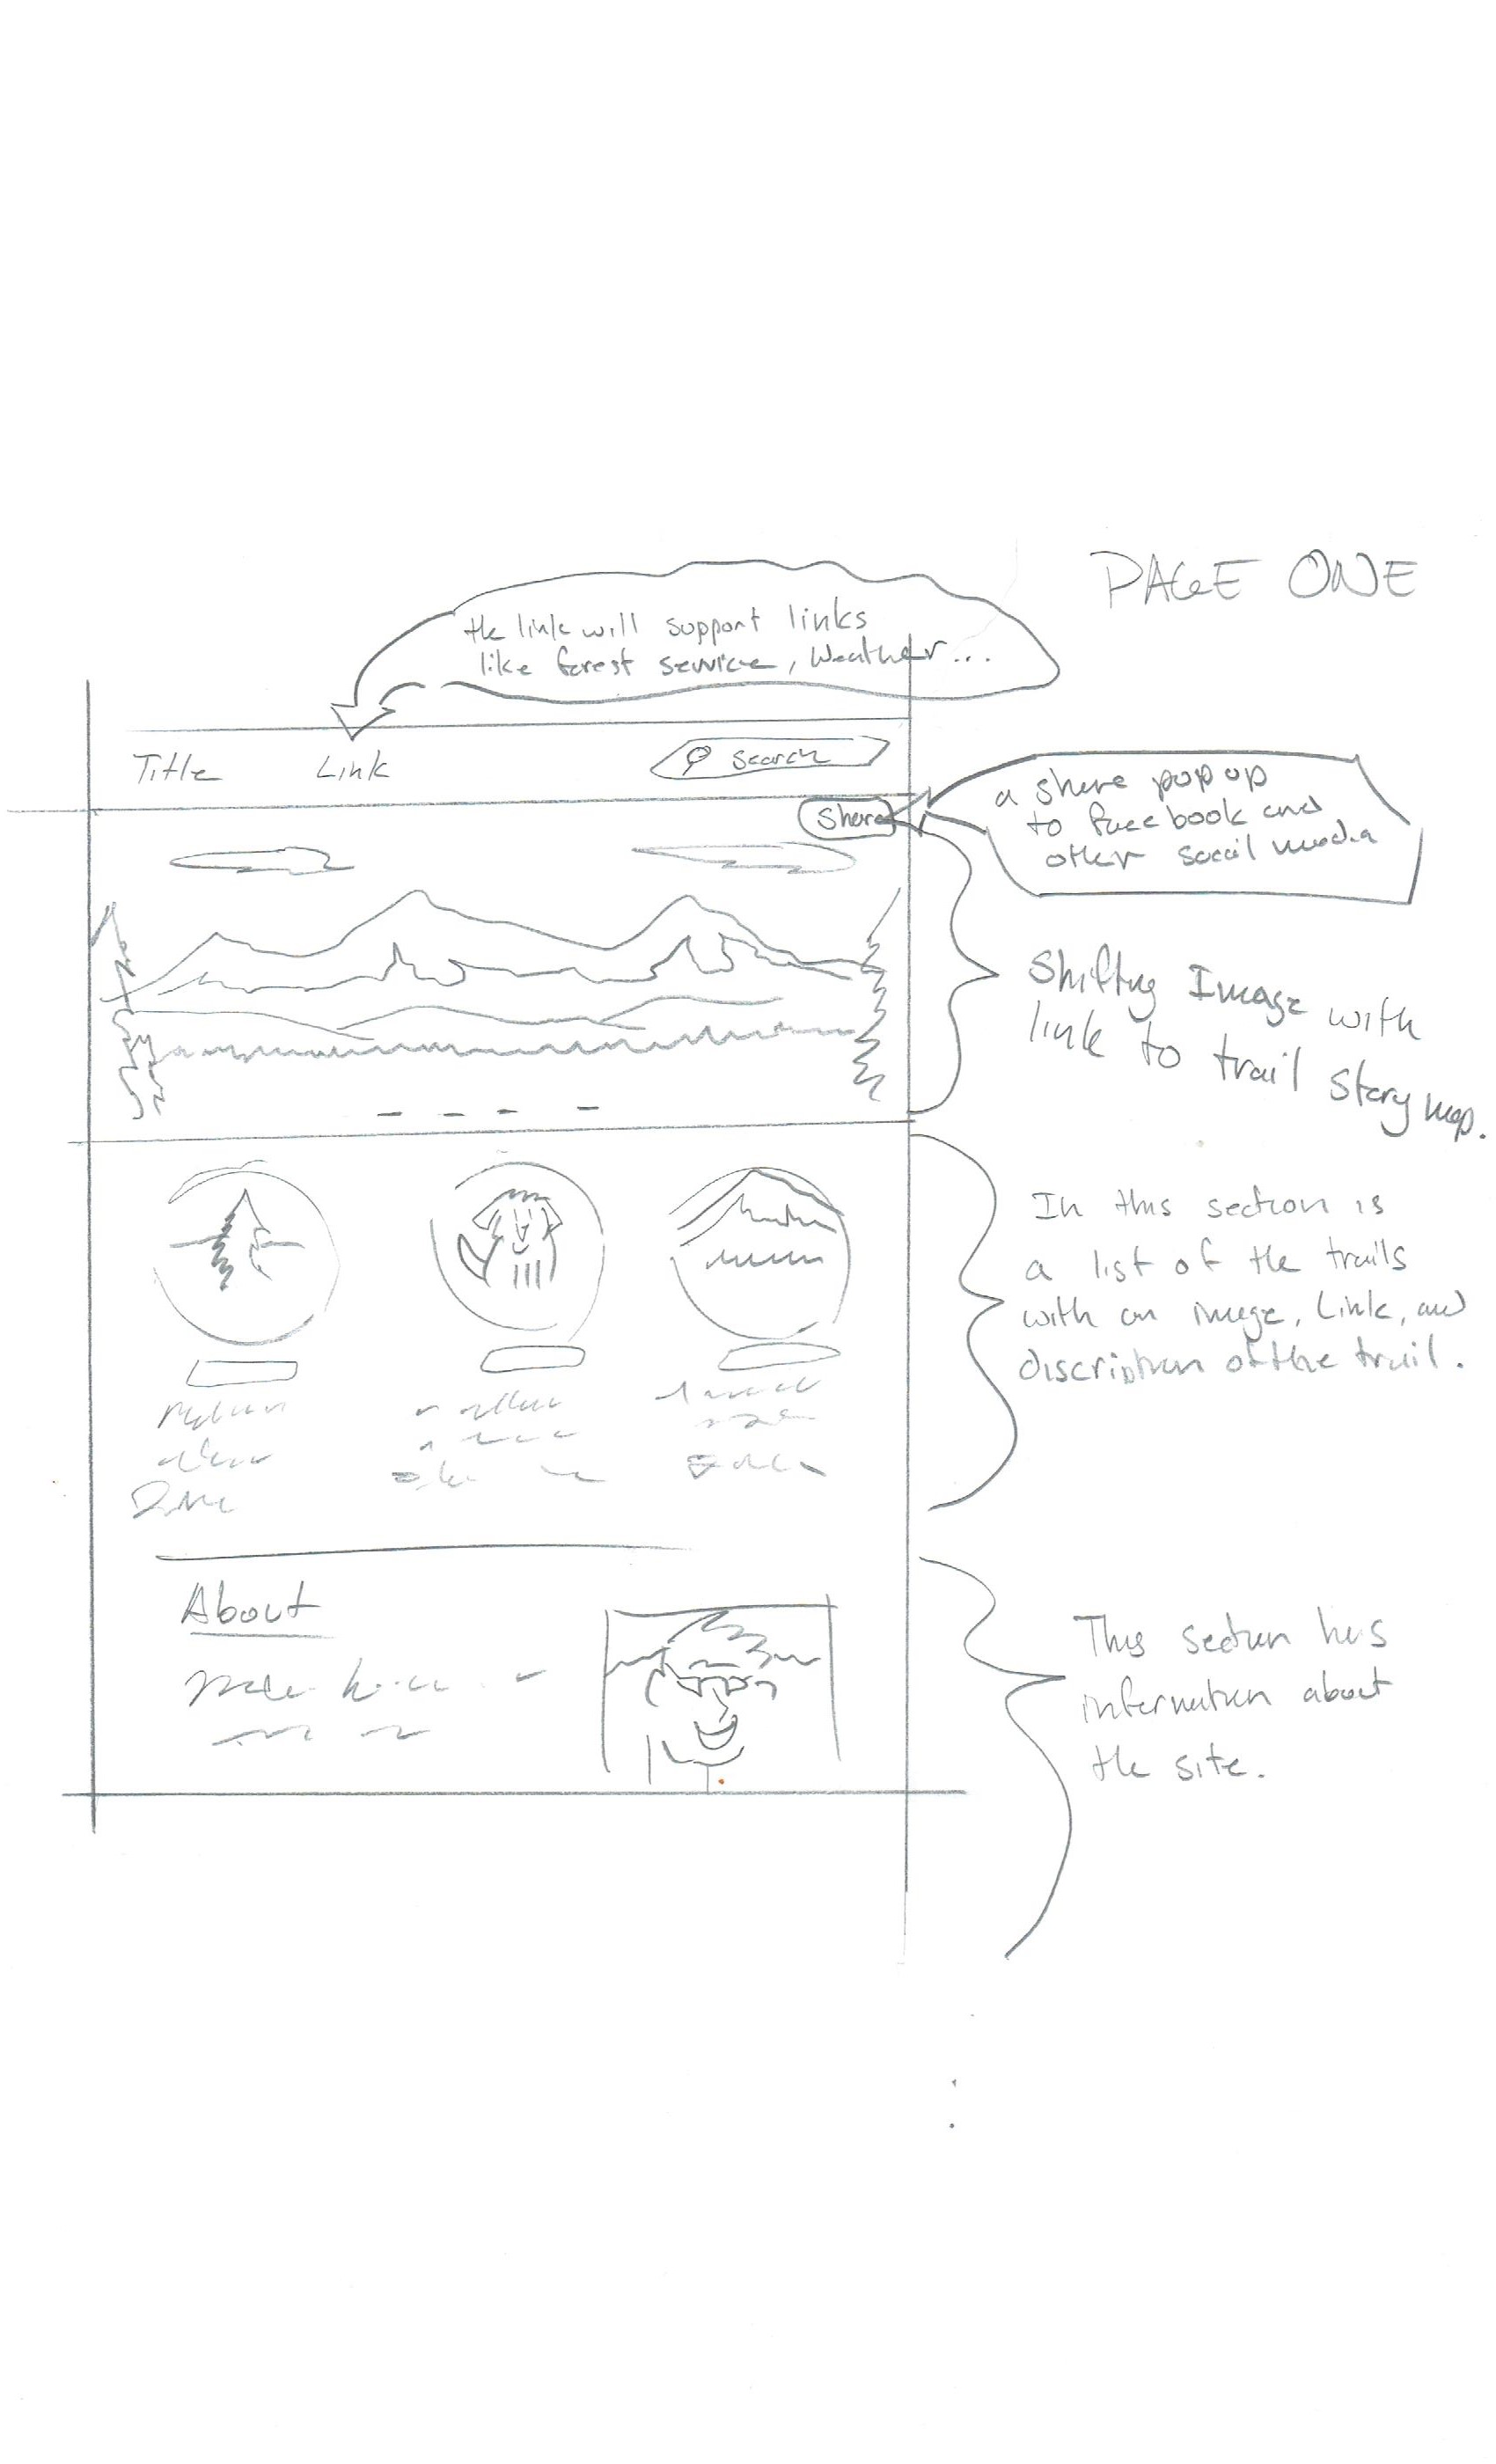 PAGE ONE
the link will support links
like forest service, Weather...
Title Link Search
Share
a share pop up
to facebook and
other socail media
Shifting Image with
link to trail story map.
In this section is
a list of the trails
with an image, Link, and
discription of the trail.
About
This section has
information about
the site.